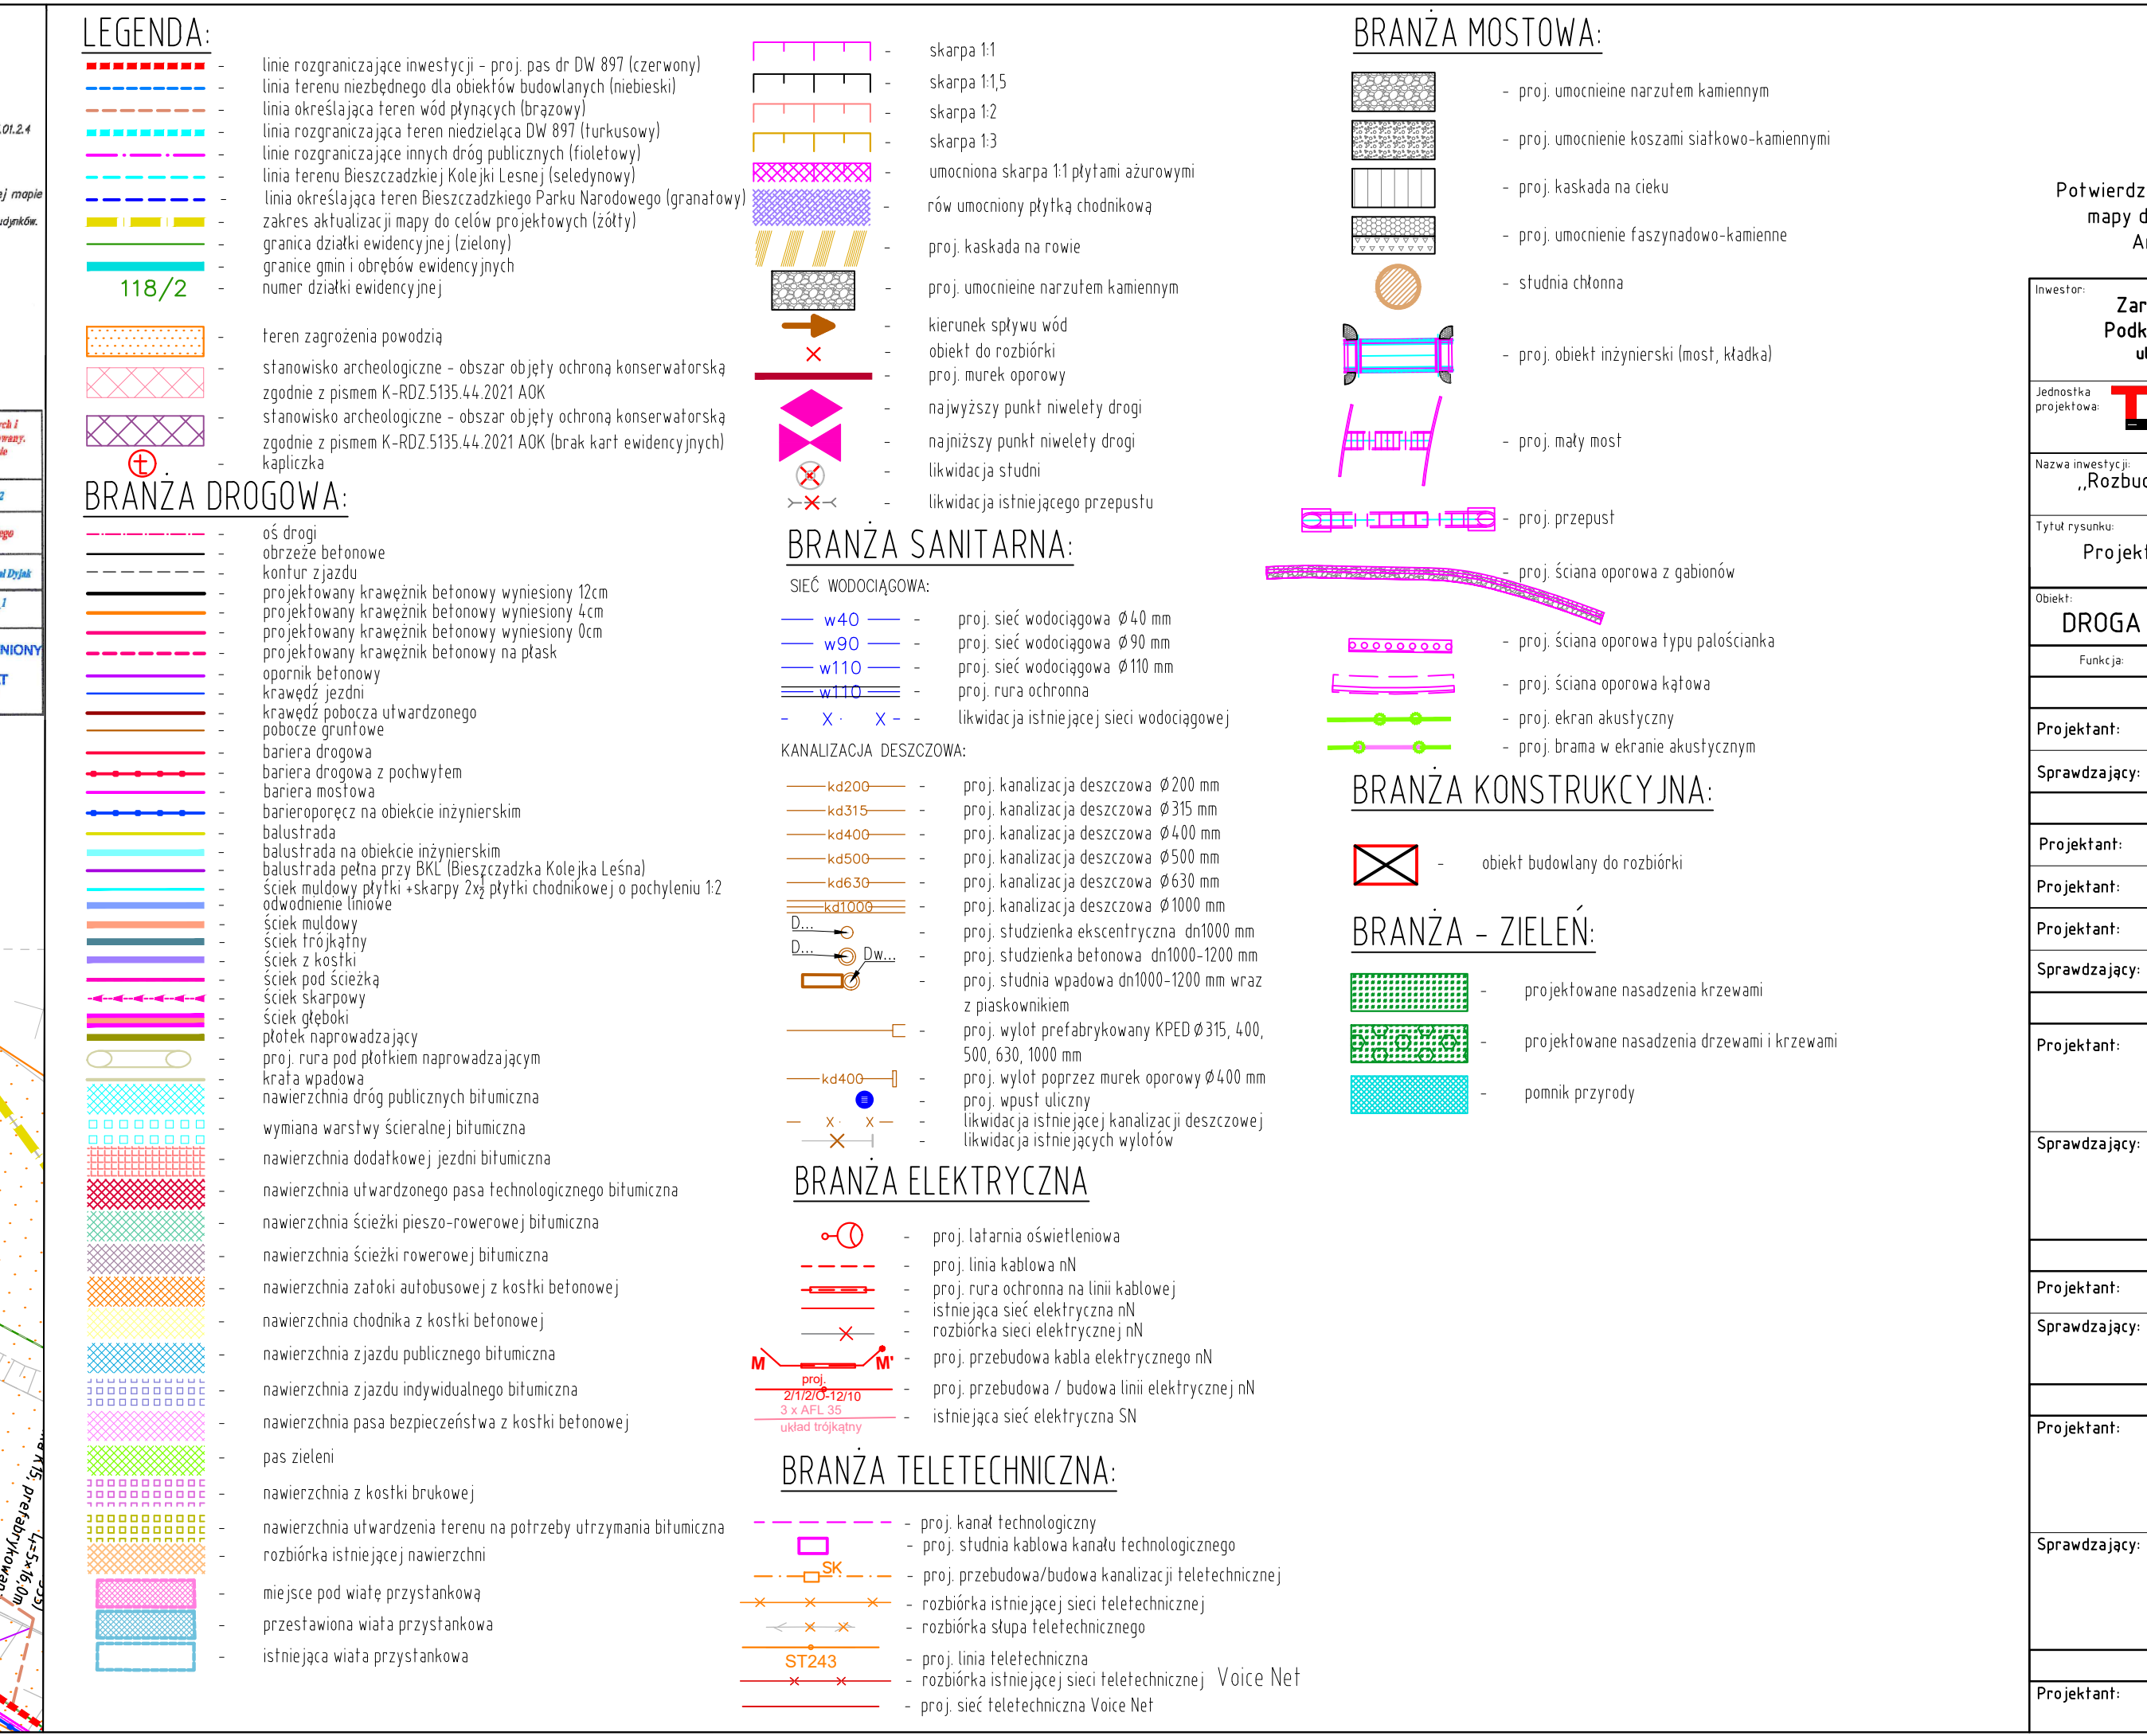 01.2.4
ej mapie
udynków.
rch i
owany.
le
2
ego
al Dyjak
1
NIONY
T
K15, prefabrykowan
L=5x16,0m
LEGENDA:
linie rozgraniczające inwestycji - proj. pas dr DW 897 (czerwony)
linia terenu niezbędnego dla obiektów budowlanych (niebieski)
linia określająca teren wód płynących (brązowy)
linia rozgraniczająca teren niedzieląca DW 897 (turkusowy)
linie rozgraniczające innych dróg publicznych (fioletowy)
linia terenu Bieszczadzkiej Kolejki Lesnej (seledynowy)
linia określająca teren Bieszczadzkiego Parku Narodowego (granatowy)
zakres aktualizacji mapy do celów projektowych (żółty)
granica działki ewidencyjnej (zielony)
granice gmin i obrębów ewidencyjnych
118/2 - numer działki ewidencyjnej
teren zagrożenia powodzią
stanowisko archeologiczne - obszar objęty ochroną konserwatorską
zgodnie z pismem K-RDZ.5135.44.2021 AOK
stanowisko archeologiczne - obszar objęty ochroną konserwatorską
zgodnie z pismem K-RDZ.5135.44.2021 AOK (brak kart ewidencyjnych)
kapliczka
BRANŻA DROGOWA:
oś drogi
obrzeże betonowe
kontur zjazdu
projektowany krawężnik betonowy wyniesiony 12cm
projektowany krawężnik betonowy wyniesiony 4cm
projektowany krawężnik betonowy wyniesiony 0cm
projektowany krawężnik betonowy na płask
opornik betonowy
krawędź jezdni
krawędź pobocza utwardzonego
pobocze gruntowe
bariera drogowa
bariera drogowa z pochwytem
bariera mostowa
barieroporęcz na obiekcie inżynierskim
balustrada
balustrada na obiekcie inżynierskim
balustrada pełna przy BKL (Bieszczadzka Kolejka Leśna)
ściek muldowy płytki +skarpy 2x½ płytki chodnikowej o pochyleniu 1:2
odwodnienie liniowe
ściek muldowy
ściek trójkątny
ściek z kostki
ściek pod ścieżką
ściek skarpowy
ściek głęboki
płotek naprowadzający
proj. rura pod płotkiem naprowadzającym
krata wpadowa
nawierzchnia dróg publicznych bitumiczna
wymiana warstwy ścieralnej bitumiczna
nawierzchnia dodatkowej jezdni bitumiczna
nawierzchnia utwardzonego pasa technologicznego bitumiczna
nawierzchnia ścieżki pieszo-rowerowej bitumiczna
nawierzchnia ścieżki rowerowej bitumiczna
nawierzchnia zatoki autobusowej z kostki betonowej
nawierzchnia chodnika z kostki betonowej
nawierzchnia zjazdu publicznego bitumiczna
nawierzchnia zjazdu indywidualnego bitumiczna
nawierzchnia pasa bezpieczeństwa z kostki betonowej
pas zieleni
nawierzchnia z kostki brukowej
nawierzchnia utwardzenia terenu na potrzeby utrzymania bitumiczna
rozbiórka istniejącej nawierzchni
miejsce pod wiatę przystankową
przestawiona wiata przystankowa
istniejąca wiata przystankowa
skarpa 1:1
skarpa 1:1,5
skarpa 1:2
skarpa 1:3
umocniona skarpa 1:1 płytami ażurowymi
rów umocniony płytką chodnikową
proj. kaskada na rowie
proj. umocnieine narzutem kamiennym
kierunek spływu wód
obiekt do rozbiórki
proj. murek oporowy
najwyższy punkt niwelety drogi
najniższy punkt niwelety drogi
likwidacja studni
likwidacja istniejącego przepustu
BRANŻA SANITARNA:
SIEĆ WODOCIĄGOWA:
w40 - proj. sieć wodociągowa Ø40 mm
w90 - proj. sieć wodociągowa Ø90 mm
w110 - proj. sieć wodociągowa Ø110 mm
w110 - proj. rura ochronna
X X - likwidacja istniejącej sieci wodociągowej
KANALIZACJA DESZCZOWA:
kd200 - proj. kanalizacja deszczowa Ø200 mm
kd315 - proj. kanalizacja deszczowa Ø315 mm
kd400 - proj. kanalizacja deszczowa Ø400 mm
kd500 - proj. kanalizacja deszczowa Ø500 mm
kd630 - proj. kanalizacja deszczowa Ø630 mm
kd1000 - proj. kanalizacja deszczowa Ø1000 mm
D... - proj. studzienka ekscentryczna dn1000 mm
D... - proj. studzienka betonowa dn1000-1200 mm
Dw... - proj. studnia wpadowa dn1000-1200 mm wraz
z piaskownikiem
proj. wylot prefabrykowany KPED Ø315, 400,
500, 630, 1000 mm
kd400 - proj. wylot poprzez murek oporowy Ø400 mm
proj. wpust uliczny
X X - likwidacja istniejącej kanalizacji deszczowej
likwidacja istniejących wylotów
BRANŻA ELEKTRYCZNA
proj. latarnia oświetleniowa
proj. linia kablowa nN
proj. rura ochronna na linii kablowej
istniejąca sieć elektryczna nN
rozbiórka sieci elektrycznej nN
M M' - proj. przebudowa kabla elektrycznego nN
proj.
2/1/2/O-12/10 - proj. przebudowa / budowa linii elektrycznej nN
3 x AFL 35
układ trójkątny - istniejąca sieć elektryczna SN
BRANŻA TELETECHNICZNA:
- proj. kanał technologiczny
- proj. studnia kablowa kanału technologicznego
SK - proj. przebudowa/budowa kanalizacji teletechnicznej
- rozbiórka istniejącej sieci teletechnicznej
- rozbiórka słupa teletechnicznego
ST243 - proj. linia teletechniczna
- rozbiórka istniejącej sieci teletechnicznej Voice Net
- proj. sieć teletechniczna Voice Net
BRANŻA MOSTOWA:
- proj. umocnieine narzutem kamiennym
- proj. umocnienie koszami siatkowo-kamiennymi
- proj. kaskada na cieku
- proj. umocnienie faszynadowo-kamienne
- studnia chłonna
- proj. obiekt inżynierski (most, kładka)
- proj. mały most
- proj. przepust
- proj. ściana oporowa z gabionów
- proj. ściana oporowa typu palościanka
- proj. ściana oporowa kątowa
- proj. ekran akustyczny
- proj. brama w ekranie akustycznym
BRANŻA KONSTRUKCYJNA:
- obiekt budowlany do rozbiórki
BRANŻA - ZIELEŃ:
- projektowane nasadzenia krzewami
- projektowane nasadzenia drzewami i krzewami
- pomnik przyrody
Potwierdz
mapy d
A
Inwestor:
Zar
Podk
ul
Jednostka
projektowa:
T
Nazwa inwestycji:
,,Rozbud
Tytuł rysunku:
Projekt
Obiekt:
DROGA
Funkcja:
Projektant:
Sprawdzający:
Projektant:
Projektant:
Projektant:
Sprawdzający:
Projektant:
Sprawdzający:
Projektant:
Sprawdzający:
Projektant:
Sprawdzający:
Projektant: